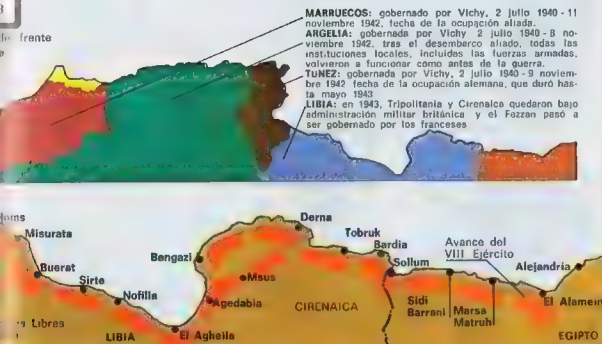 3
de frente
MARRUECOS: gobernado por Vichy, 2 julio 1940 - 11
noviembre 1942, fecha de la ocupación aliada.
ARGELIA: gobernada por Vichy 2 julio 1940 - 8 no-
viembre 1942, tras el desembarco aliado, todas las
instituciones locales, incluidas las fuerzas armadas,
volvieron a funcionar como antes de la guerra.
TUNEZ: gobernada por Vichy, 2 julio 1940 - 9 noviem-
bre 1942 fecha de la ocupación alemana, que duró has-
ta mayo 1943
LIBIA: en 1943, Tripolitania y Cirenaica quedaron bajo
administración militar británica y el Fezzan pasó a
ser gobernado por los franceses
Homs
Misurata
Buerat
Sirte
Nofilia
Bengazi
Derna
Tobruk
Bardia
Sollum
Avance del
VIII Ejército
Alejandría
Msus
Agedabia
CIRENAICA
Sidi
Barrani
Marsa
Matruh
El Alamein
Libres
LIBIA
El Agheila
EGIPTO